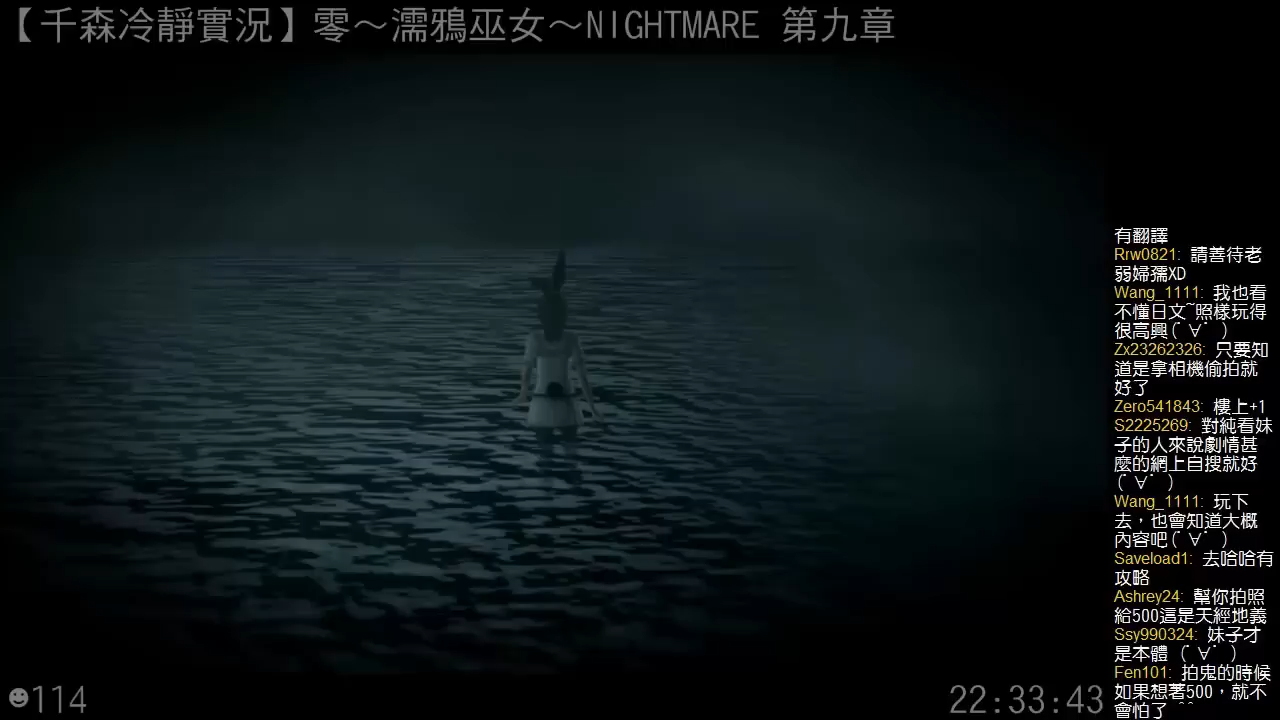 【千森冷靜實況】零～濡鴉巫女～NIGHTMARE 第九章
有翻譯
Rrw0821: 請善待老
弱婦孺XD
Wang_1111: 我也看
不懂日文~照樣玩得
很高興(ˊ∀ˋ)
Zx23262326: 只要知
道是拿相機偷拍就
好了
Zero541843: 樓上+1
S2225269: 對純看妹
子的人來說劇情甚
麼的網上自搜就好
(ˊ∀ˋ)
Wang_1111: 玩下
去，也會知道大概
內容吧(ˊ∀ˋ)
Saveload1: 去哈哈有
攻略
Ashrey24: 幫你拍照
給500這是天經地義
Ssy990324: 妹子才
是本體 (ˊ∀ˋ)
Fen101: 拍鬼的時候
如果想著500，就不
會怕了 ^^
☻114
22:33:43